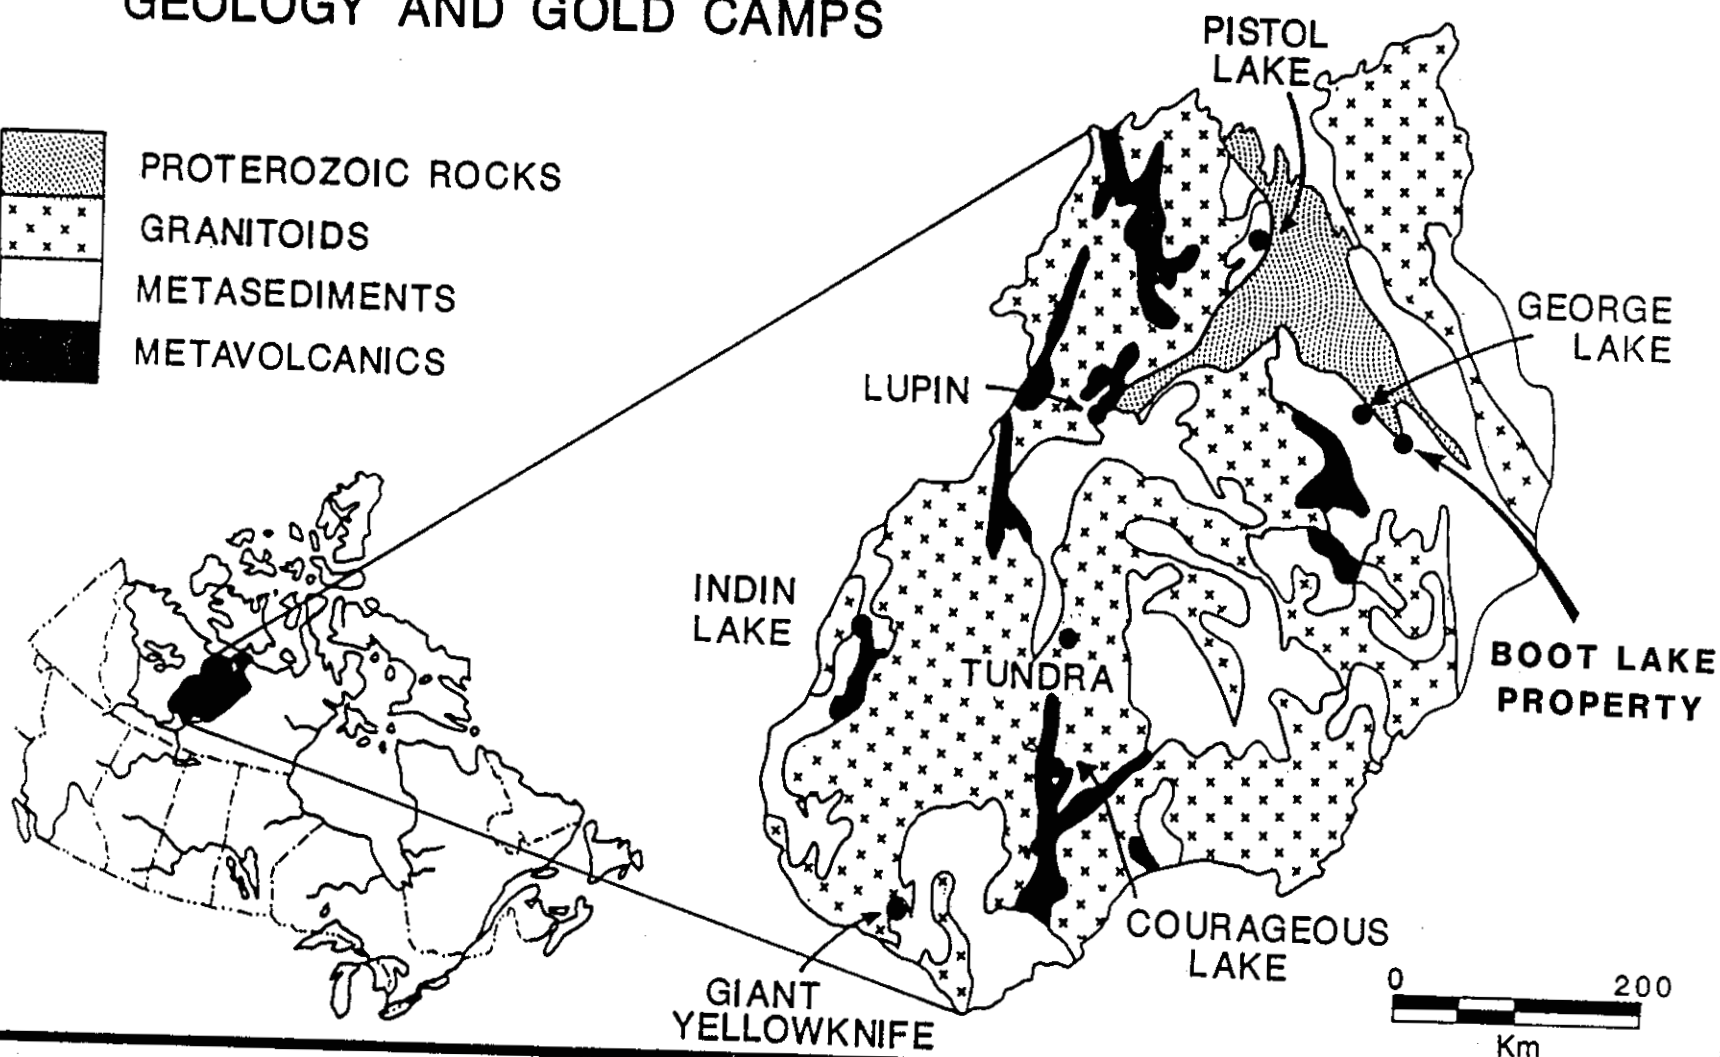 GEOLOGY AND GOLD CAMPS
PROTEROZOIC ROCKS
GRANITOIDS
METASEDIMENTS
METAVOLCANICS
PISTOL
LAKE
GEORGE
LAKE
LUPIN
INDIN
LAKE
TUNDRA
BOOT LAKE
PROPERTY
COURAGEOUS
LAKE
GIANT
YELLOWKNIFE
0 200
Km